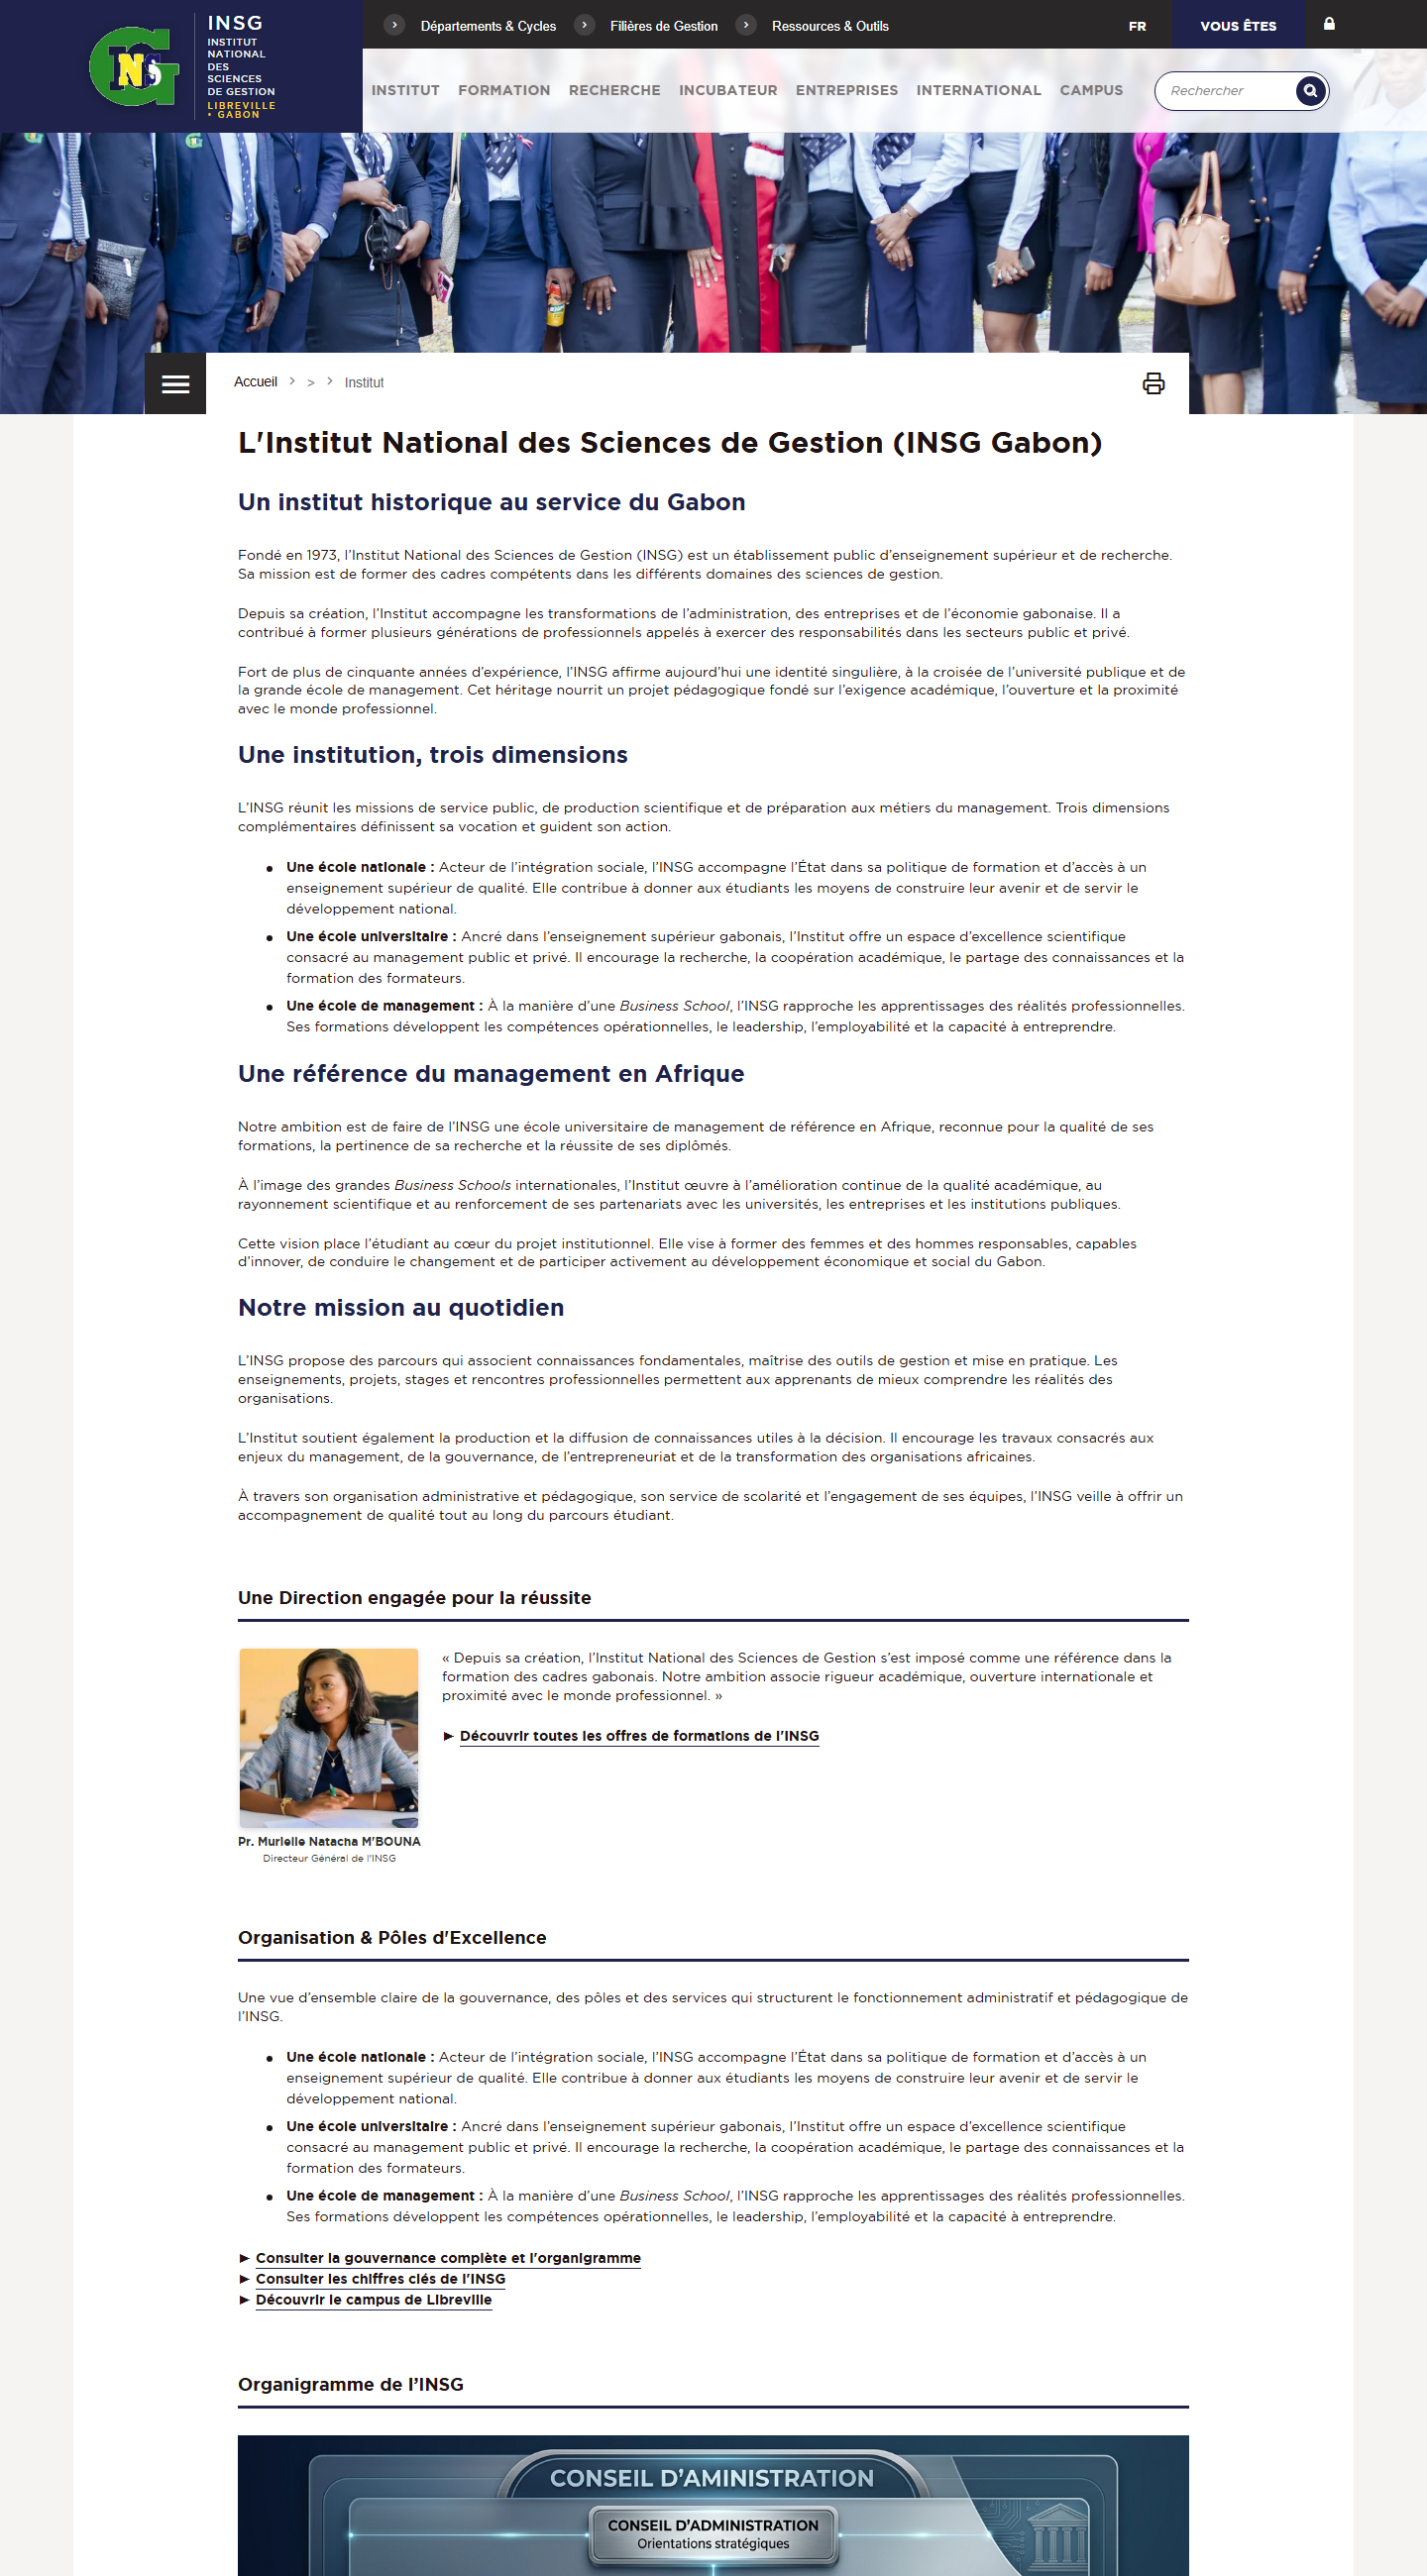 INSG
INSTITUT
NATIONAL
DES
SCIENCES
DE GESTION
LIBREVILLE
• GABON
Départements & Cycles
Filières de Gestion
Ressources & Outils
FR
VOUS ÊTES
INSTITUT
FORMATION
RECHERCHE
INCUBATEUR
ENTREPRISES
INTERNATIONAL
CAMPUS
Rechercher
Accueil > Institut
L'Institut National des Sciences de Gestion (INSG Gabon)
Un institut historique au service du Gabon
Fondé en 1973, l’Institut National des Sciences de Gestion (INSG) est un établissement public d’enseignement supérieur et de recherche.
Sa mission est de former des cadres compétents dans les différents domaines des sciences de gestion.
Depuis sa création, l’Institut accompagne les transformations de l’administration, des entreprises et de l’économie gabonaise. Il a
contribué à former plusieurs générations de professionnels appelés à exercer des responsabilités dans les secteurs public et privé.
Fort de plus de cinquante années d’expérience, l’INSG affirme aujourd’hui une identité singulière, à la croisée de l’université publique et de
la grande école de management. Cet héritage nourrit un projet pédagogique fondé sur l’exigence académique, l’ouverture et la proximité
avec le monde professionnel.
Une institution, trois dimensions
L’INSG réunit les missions de service public, de production scientifique et de préparation aux métiers du management. Trois dimensions
complémentaires définissent sa vocation et guident son action.
• Une école nationale : Acteur de l’intégration sociale, l’INSG accompagne l’État dans sa politique de formation et d’accès à un
enseignement supérieur de qualité. Elle contribue à donner aux étudiants les moyens de construire leur avenir et de servir le
développement national.
• Une école universitaire : Ancré dans l’enseignement supérieur gabonais, l’Institut offre un espace d’excellence scientifique
consacré au management public et privé. Il encourage la recherche, la coopération académique, le partage des connaissances et la
formation des formateurs.
• Une école de management : À la manière d’une Business School, l’INSG rapproche les apprentissages des réalités professionnelles.
Ses formations développent les compétences opérationnelles, le leadership, l’employabilité et la capacité à entreprendre.
Une référence du management en Afrique
Notre ambition est de faire de l’INSG une école universitaire de management de référence en Afrique, reconnue pour la qualité de ses
formations, la pertinence de sa recherche et la réussite de ses diplômés.
À l’image des grandes Business Schools internationales, l’Institut œuvre à l’amélioration continue de la qualité académique, au
rayonnement scientifique et au renforcement de ses partenariats avec les universités, les entreprises et les institutions publiques.
Cette vision place l’étudiant au cœur du projet institutionnel. Elle vise à former des femmes et des hommes responsables, capables
d’innover, de conduire le changement et de participer activement au développement économique et social du Gabon.
Notre mission au quotidien
L’INSG propose des parcours qui associent connaissances fondamentales, maîtrise des outils de gestion et mise en pratique. Les
enseignements, projets, stages et rencontres professionnelles permettent aux apprenants de mieux comprendre les réalités des
organisations.
L’Institut soutient également la production et la diffusion de connaissances utiles à la décision. Il encourage les travaux consacrés aux
enjeux du management, de la gouvernance, de l’entrepreneuriat et de la transformation des organisations africaines.
À travers son organisation administrative et pédagogique, son service de scolarité et l’engagement de ses équipes, l’INSG veille à offrir un
accompagnement de qualité tout au long du parcours étudiant.
Une Direction engagée pour la réussite
« Depuis sa création, l’Institut National des Sciences de Gestion s’est imposé comme une référence dans la
formation des cadres gabonais. Notre ambition associe rigueur académique, ouverture internationale et
proximité avec le monde professionnel. »
► Découvrir toutes les offres de formations de l'INSG
Pr. Murielle Natacha M'BOUNA
Directeur Général de l'INSG
Organisation & Pôles d'Excellence
Une vue d’ensemble claire de la gouvernance, des pôles et des services qui structurent le fonctionnement administratif et pédagogique de
l’INSG.
• Une école nationale : Acteur de l’intégration sociale, l’INSG accompagne l’État dans sa politique de formation et d’accès à un
enseignement supérieur de qualité. Elle contribue à donner aux étudiants les moyens de construire leur avenir et de servir le
développement national.
• Une école universitaire : Ancré dans l’enseignement supérieur gabonais, l’Institut offre un espace d’excellence scientifique
consacré au management public et privé. Il encourage la recherche, la coopération académique, le partage des connaissances et la
formation des formateurs.
• Une école de management : À la manière d’une Business School, l’INSG rapproche les apprentissages des réalités professionnelles.
Ses formations développent les compétences opérationnelles, le leadership, l’employabilité et la capacité à entreprendre.
► Consulter la gouvernance complète et l'organigramme
► Consulter les chiffres clés de l'INSG
► Découvrir le campus de Libreville
Organigramme de l’INSG
CONSEIL D’AMINISTRATION
CONSEIL D’ADMINISTRATION
Orientations stratégiques